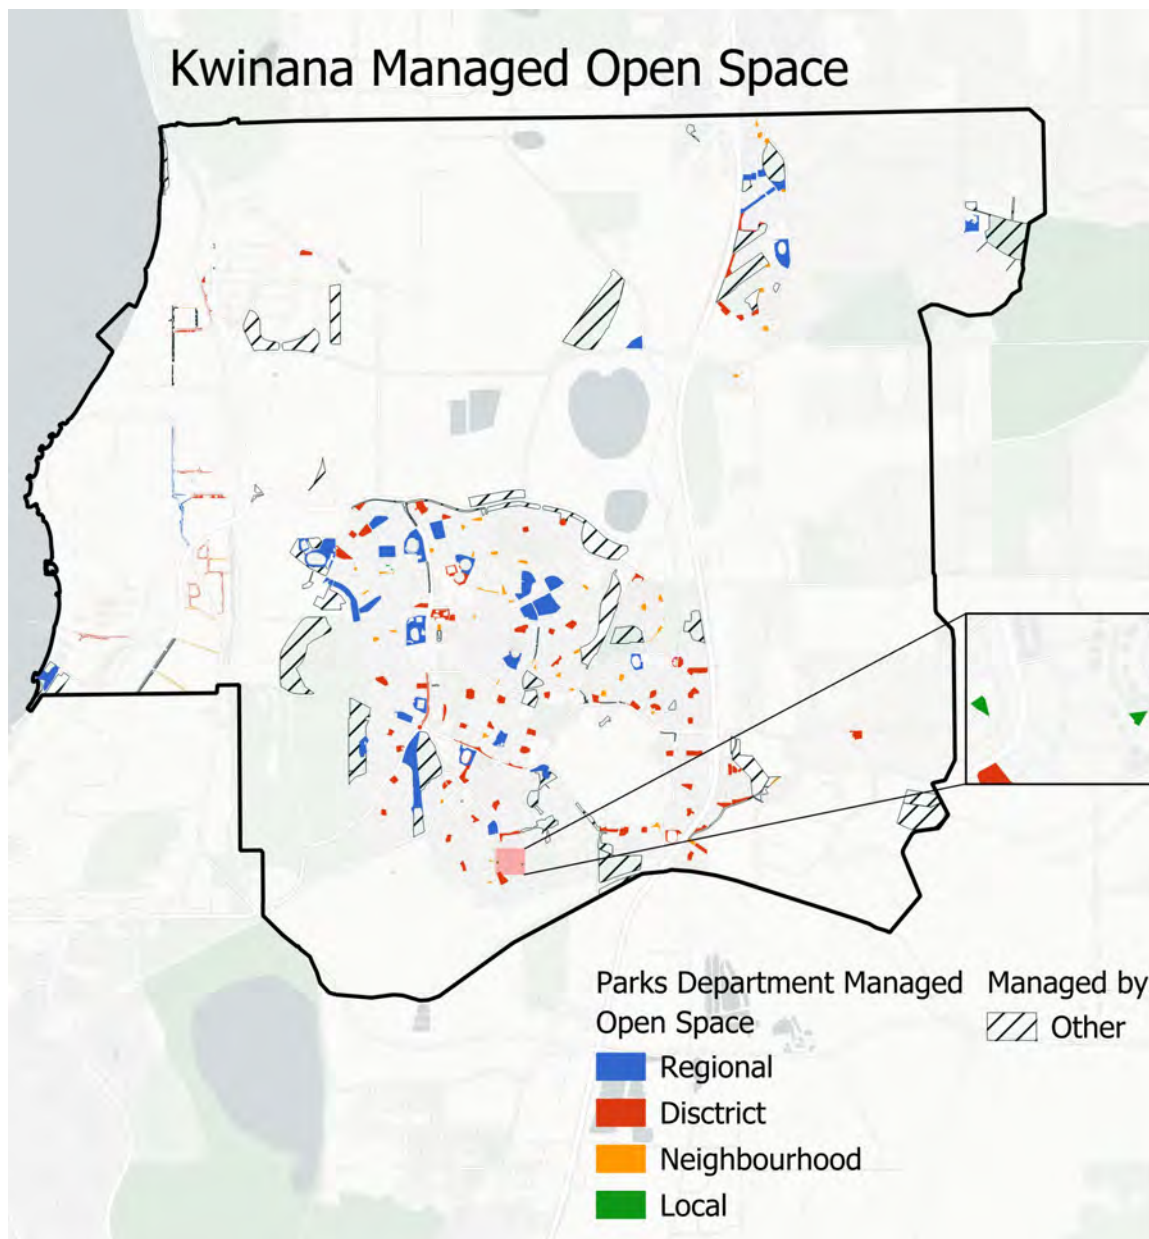 Kwinana Managed Open Space
Parks Department Managed
Open Space
Regional
Disctrict
Neighbourhood
Local
Managed by
Other